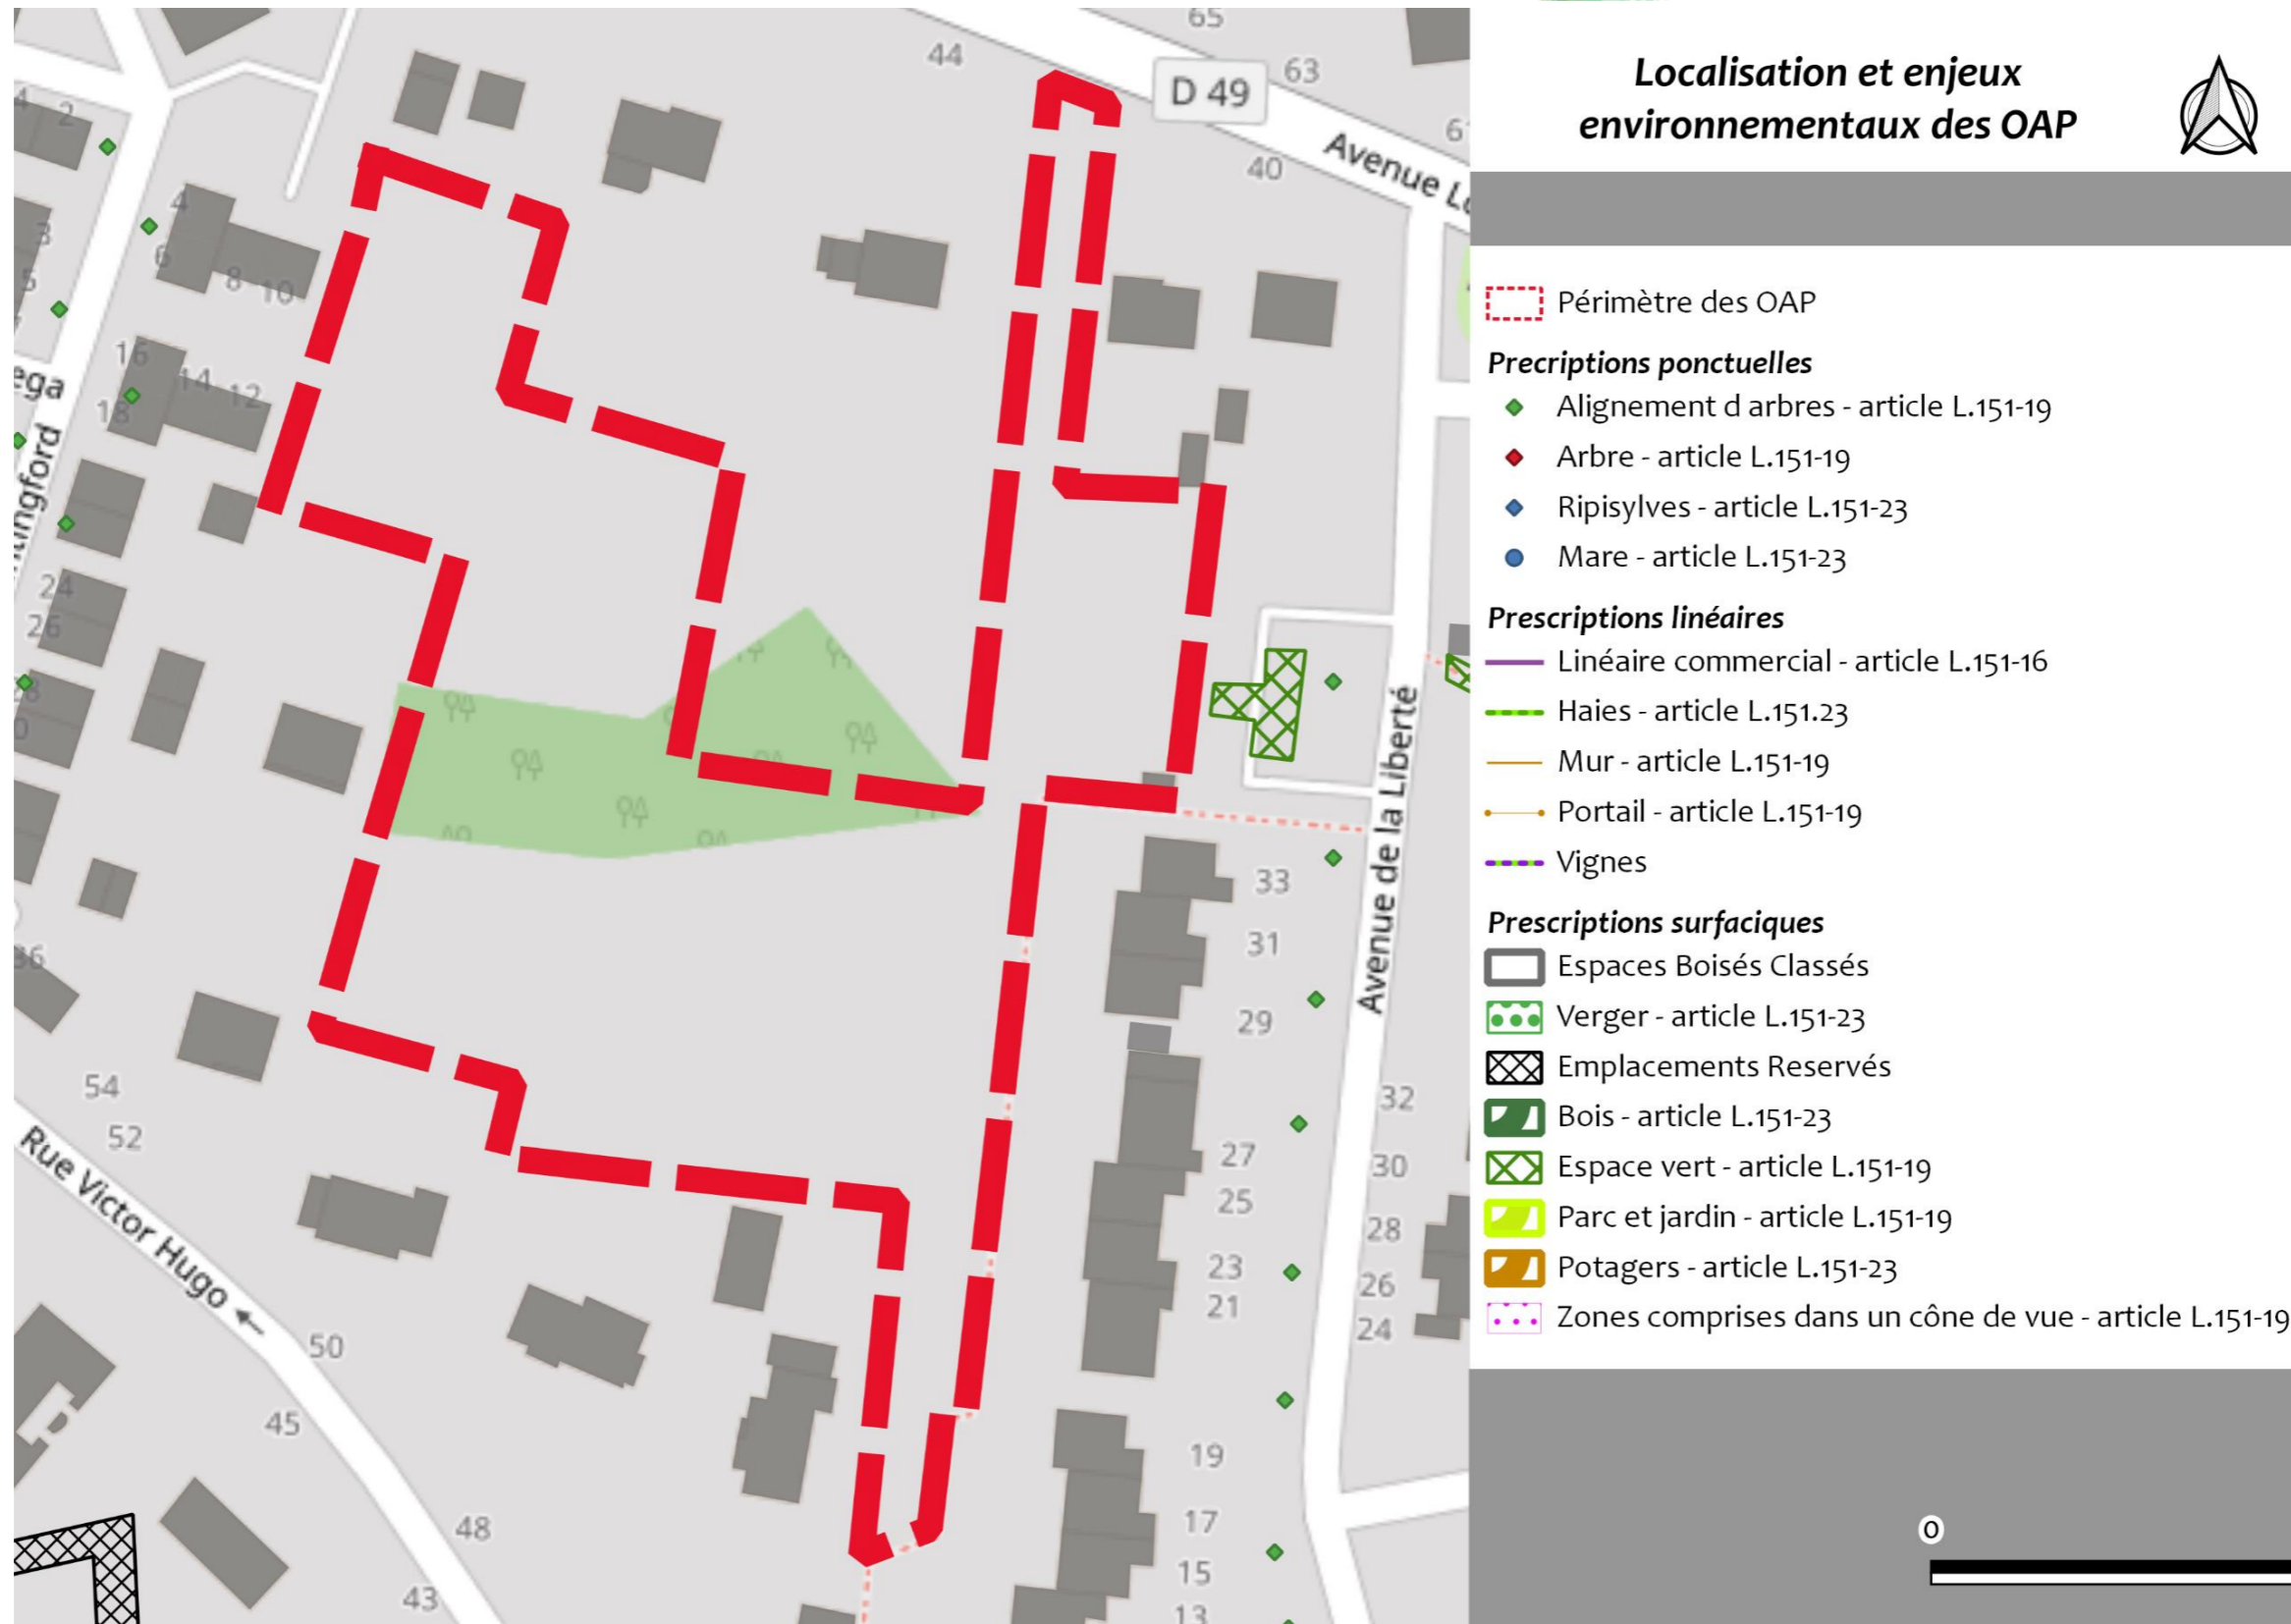 65
44
63
D 49
Avenue L
40
2
4
3
6
5
8
10
16
14
12
18
ega
tingford
24
26
28
36
33
31
29
Avenue de la Liberté
54
52
32
27
30
25
28
23
26
21
24
Rue Victor Hugo
50
45
19
48
17
15
43
13
Localisation et enjeux
environnementaux des OAP
Périmètre des OAP
Precriptions ponctuelles
Alignement d arbres - article L.151-19
Arbre - article L.151-19
Ripisylves - article L.151-23
Mare - article L.151-23
Prescriptions linéaires
Linéaire commercial - article L.151-16
Haies - article L.151.23
Mur - article L.151-19
Portail - article L.151-19
Vignes
Prescriptions surfaciques
Espaces Boisés Classés
Verger - article L.151-23
Emplacements Reservés
Bois - article L.151-23
Espace vert - article L.151-19
Parc et jardin - article L.151-19
Potagers - article L.151-23
Zones comprises dans un cône de vue - article L.151-19
0